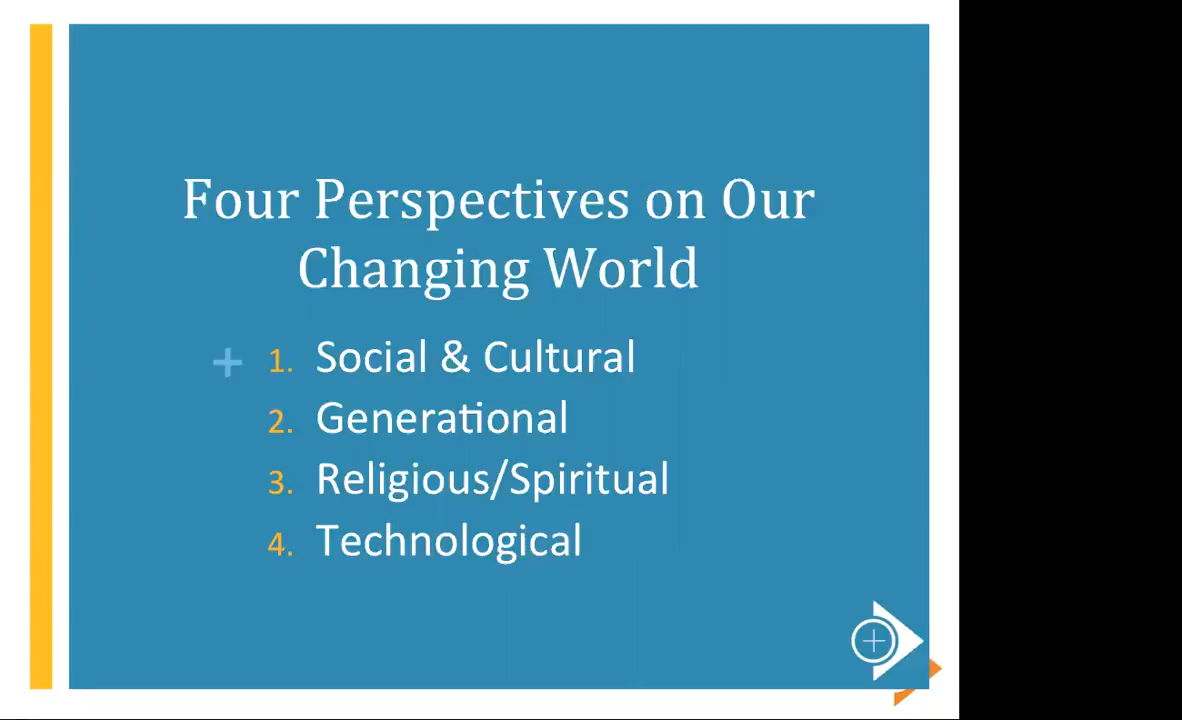 Four Perspectives on Our
Changing World
+ 1. Social & Cultural
2. Generational
3. Religious/Spiritual
4. Technological